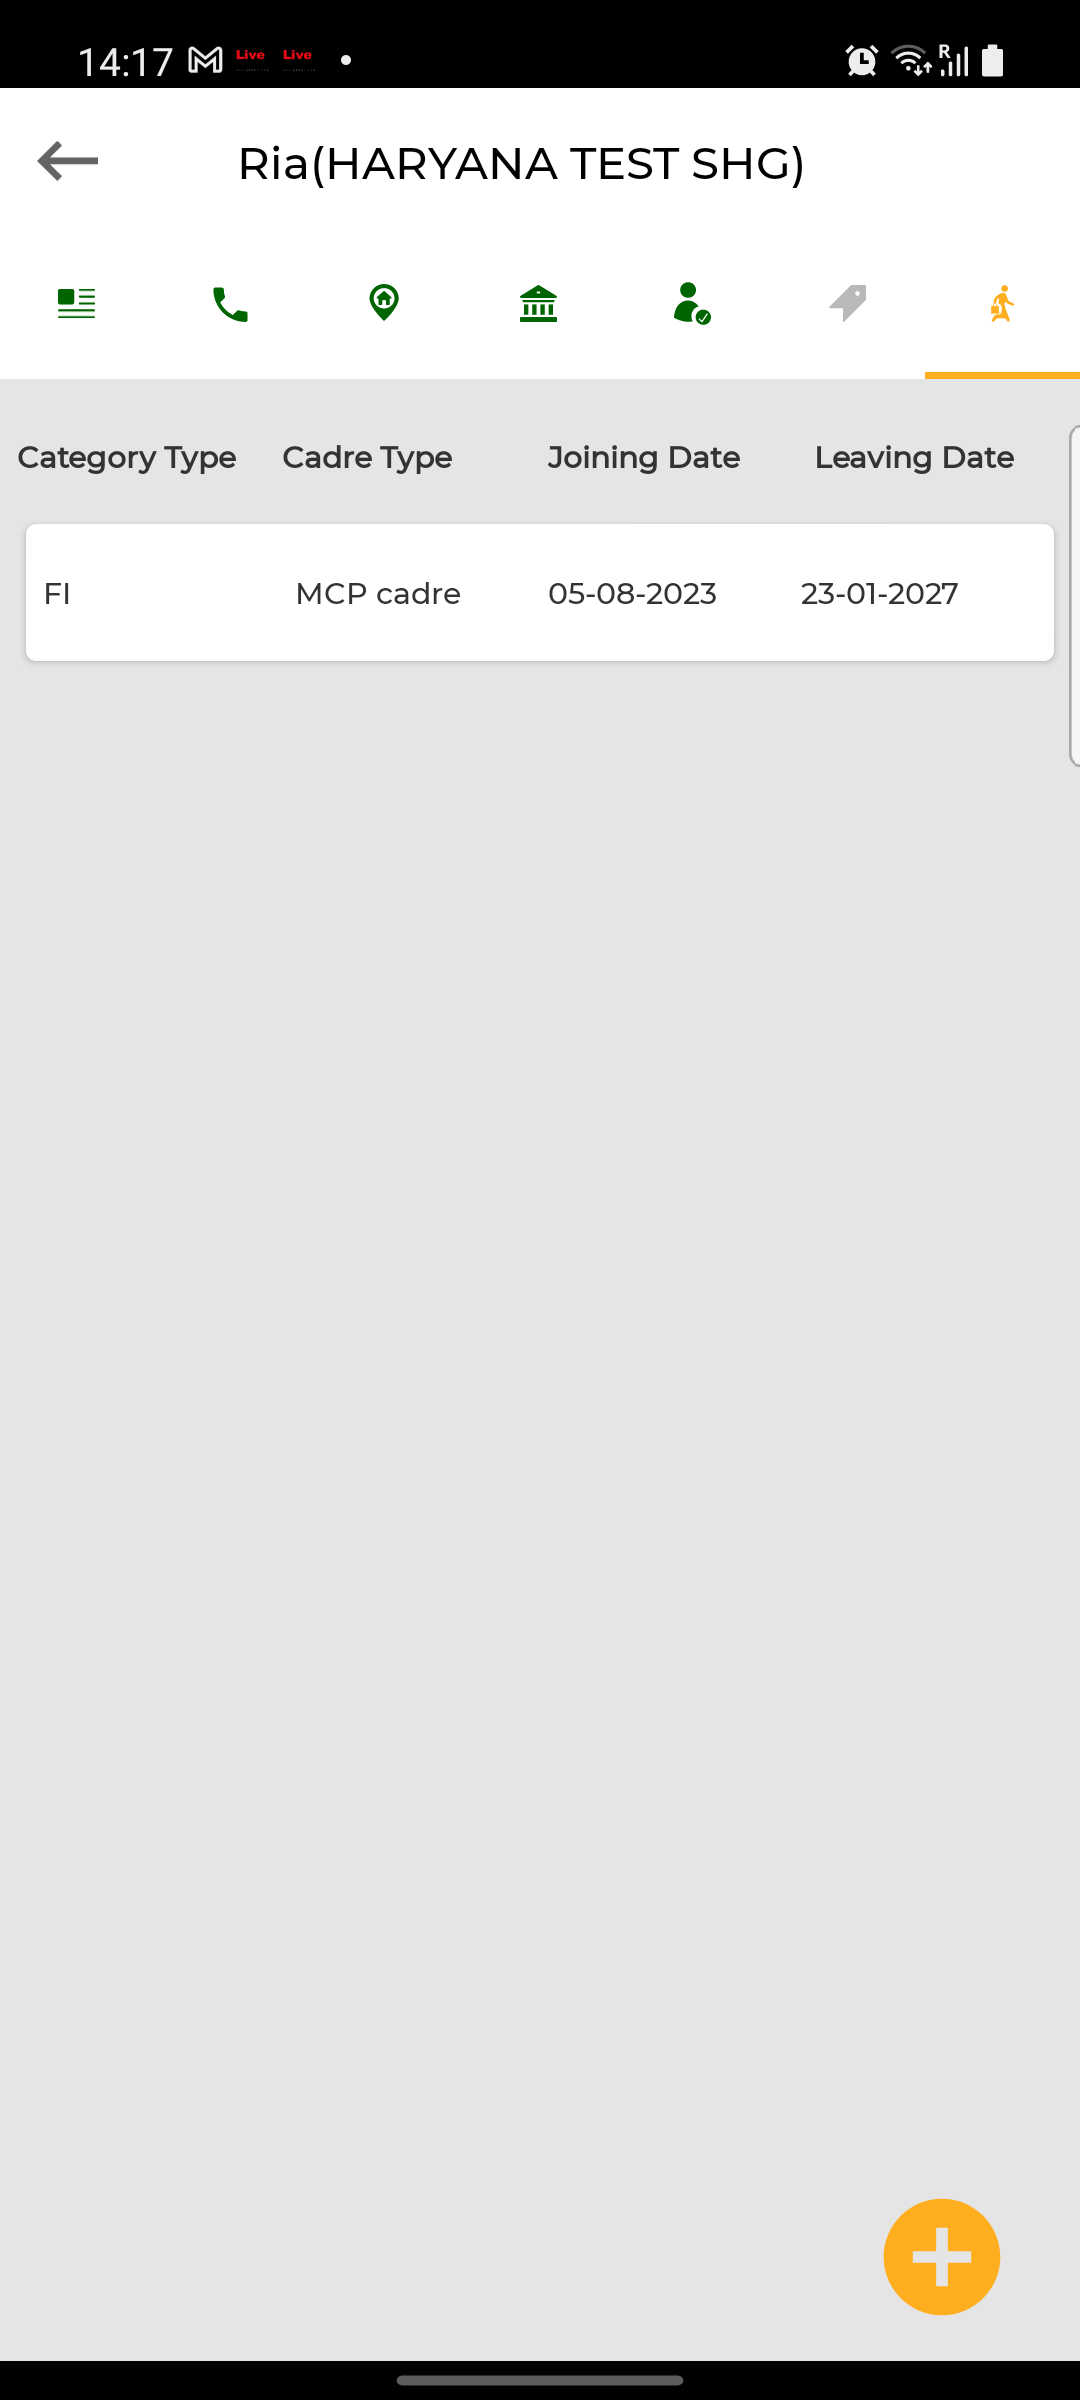 14:17 Live Live R
Ria(HARYANA TEST SHG)
Category Type Cadre Type Joining Date Leaving Date
FI MCP cadre 05-08-2023 23-01-2027